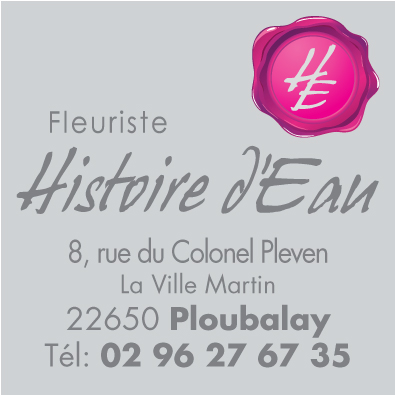 HE
Fleuriste
Histoire d'Eau
8, rue du Colonel Pleven
La Ville Martin
22650 Ploubalay
Tél: 02 96 27 67 35